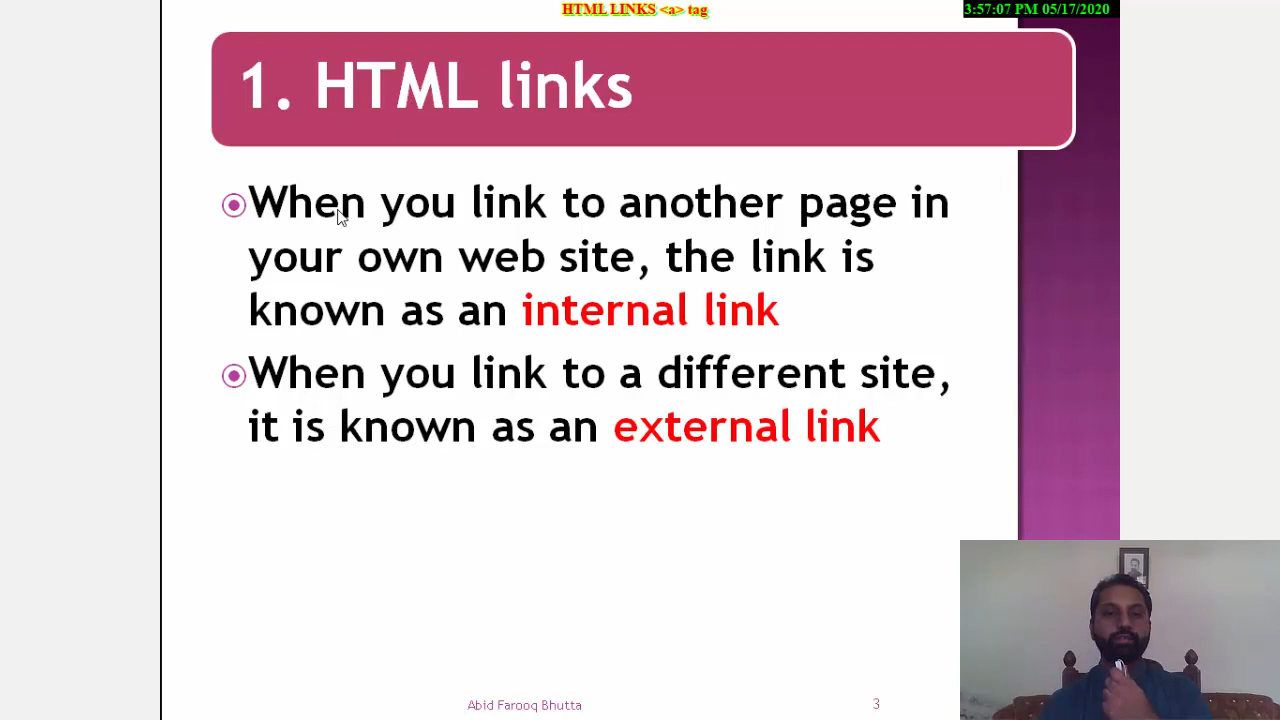 HTML LINKS <a> tag
3:57:07 PM 05/17/2020
1. HTML links
When you link to another page in
your own web site, the link is
known as an internal link
When you link to a different site,
it is known as an external link
Abid Farooq Bhutta
3